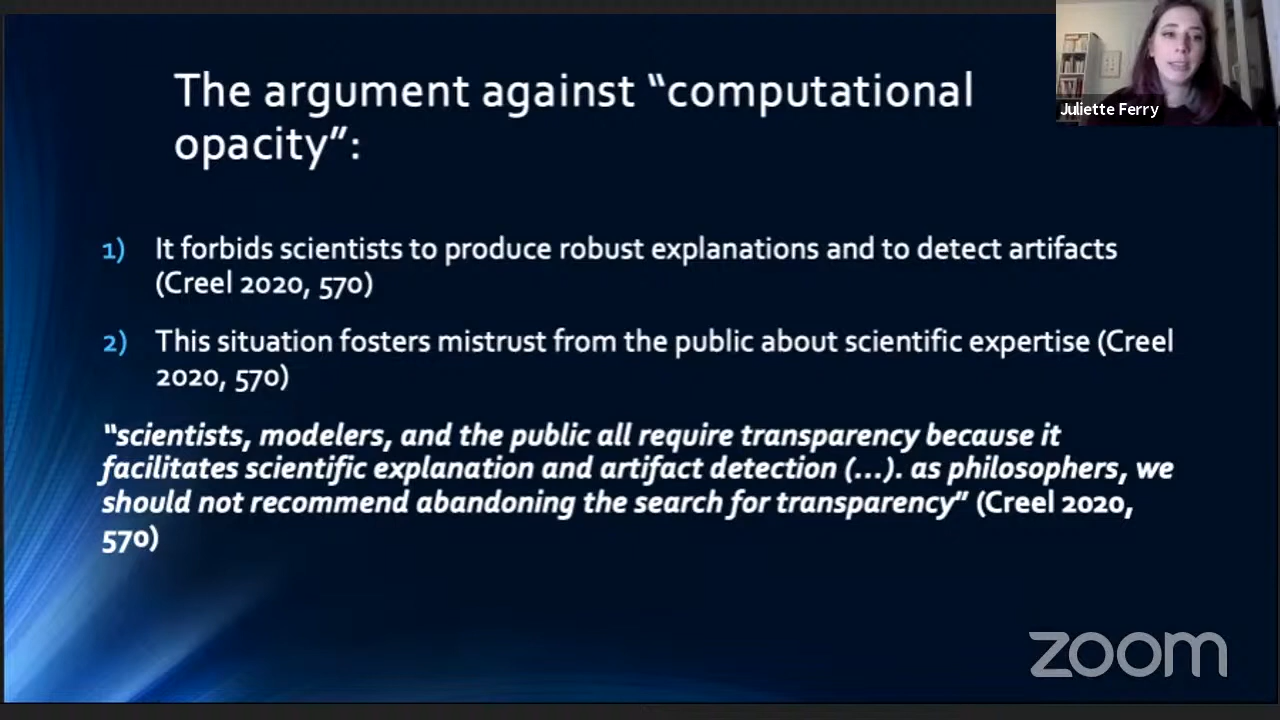 Juliette Ferry
The argument against “computational
opacity”:
1) It forbids scientists to produce robust explanations and to detect artifacts
(Creel 2020, 570)
2) This situation fosters mistrust from the public about scientific expertise (Creel
2020, 570)
“scientists, modelers, and the public all require transparency because it
facilitates scientific explanation and artifact detection (...). as philosophers, we
should not recommend abandoning the search for transparency” (Creel 2020,
570)
zoom